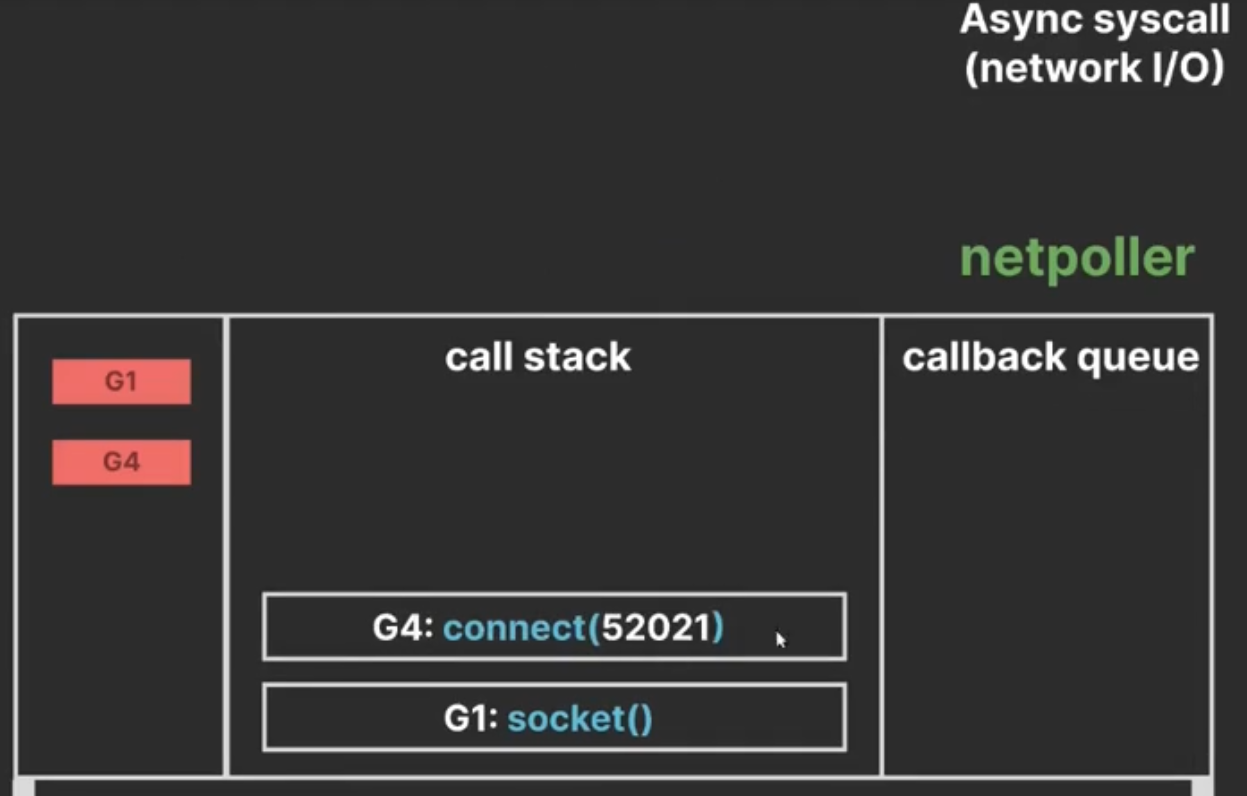 Async syscall
(network I/O)
netpoller
G1
G4
call stack
G4: connect(52021)
G1: socket()
callback queue